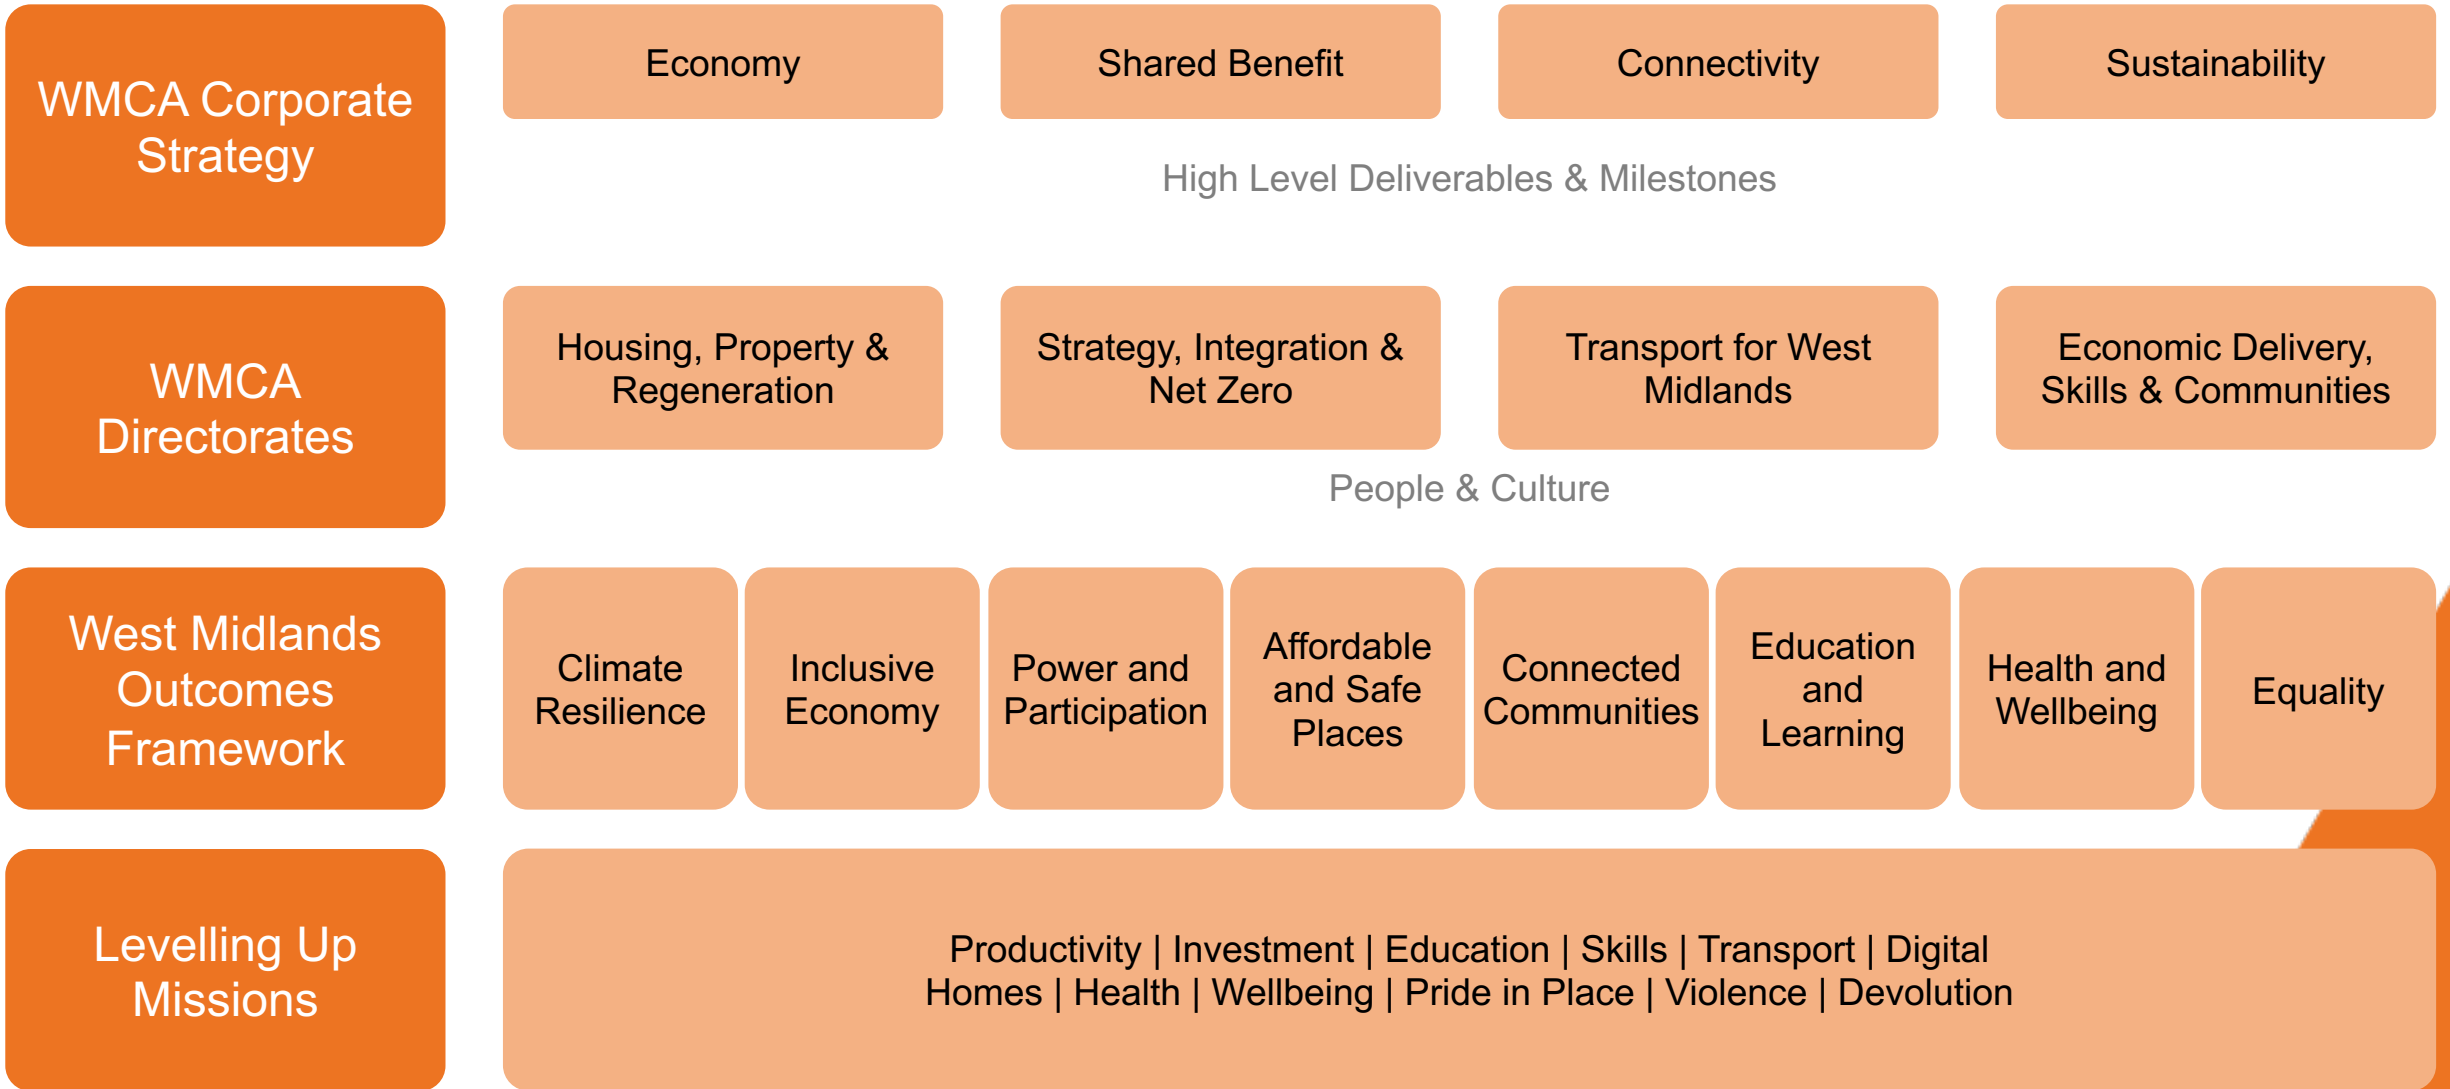 WMCA Corporate
Strategy
Economy
Shared Benefit
Connectivity
Sustainability
High Level Deliverables & Milestones
WMCA
Directorates
Housing, Property &
Regeneration
Strategy, Integration &
Net Zero
Transport for West
Midlands
Economic Delivery,
Skills & Communities
People & Culture
West Midlands
Outcomes
Framework
Climate
Resilience
Inclusive
Economy
Power and
Participation
Affordable
and Safe
Places
Connected
Communities
Education
and
Learning
Health and
Wellbeing
Equality
Levelling Up
Missions
Productivity | Investment | Education | Skills | Transport | Digital
Homes | Health | Wellbeing | Pride in Place | Violence | Devolution